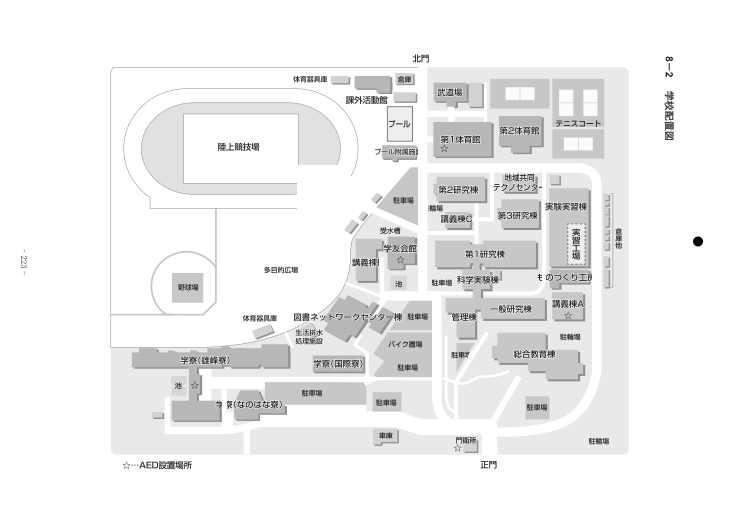 8－2　学校配置図
北門
体育器具庫
倉庫
課外活動館
プール
プール附属施
武道場
第1体育館
☆
第2体育館
テニスコート
陸上競技場
駐車場
第2研究棟
地域共同
テクノセンター
輪場
講義棟C
第3研究棟
実験実習棟
実習工場
倉庫他
受水槽
学友会館
☆
講義棟
池
第1研究棟
駐車場
科学実験棟
ものづくり工房
多目的広場
野球場
体育器具庫
図書ネットワークセンター棟
駐車場
管理棟
一般研究棟
講義棟A
☆
生活排水
処理施設
バイク置場
駐輪場
学寮(雄峰寮)
学寮(国際寮)
駐車場
駐車
総合教育棟
池
☆
寮(なのはな寮)
駐車場
駐車場
駐車場
車庫
門衛所
☆
駐輪場
☆…AED設置場所
正門
－223－